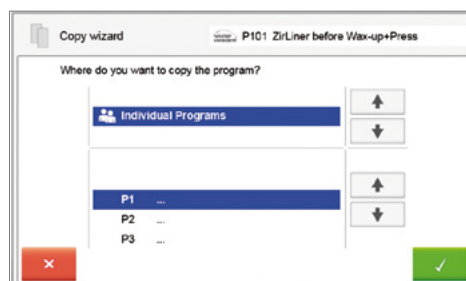 Copy wizard
P101 ZirLiner before Wax-up+Press
Where do you want to copy the program?
Individual Programs
P1 ...
P2 ...
P3 ...